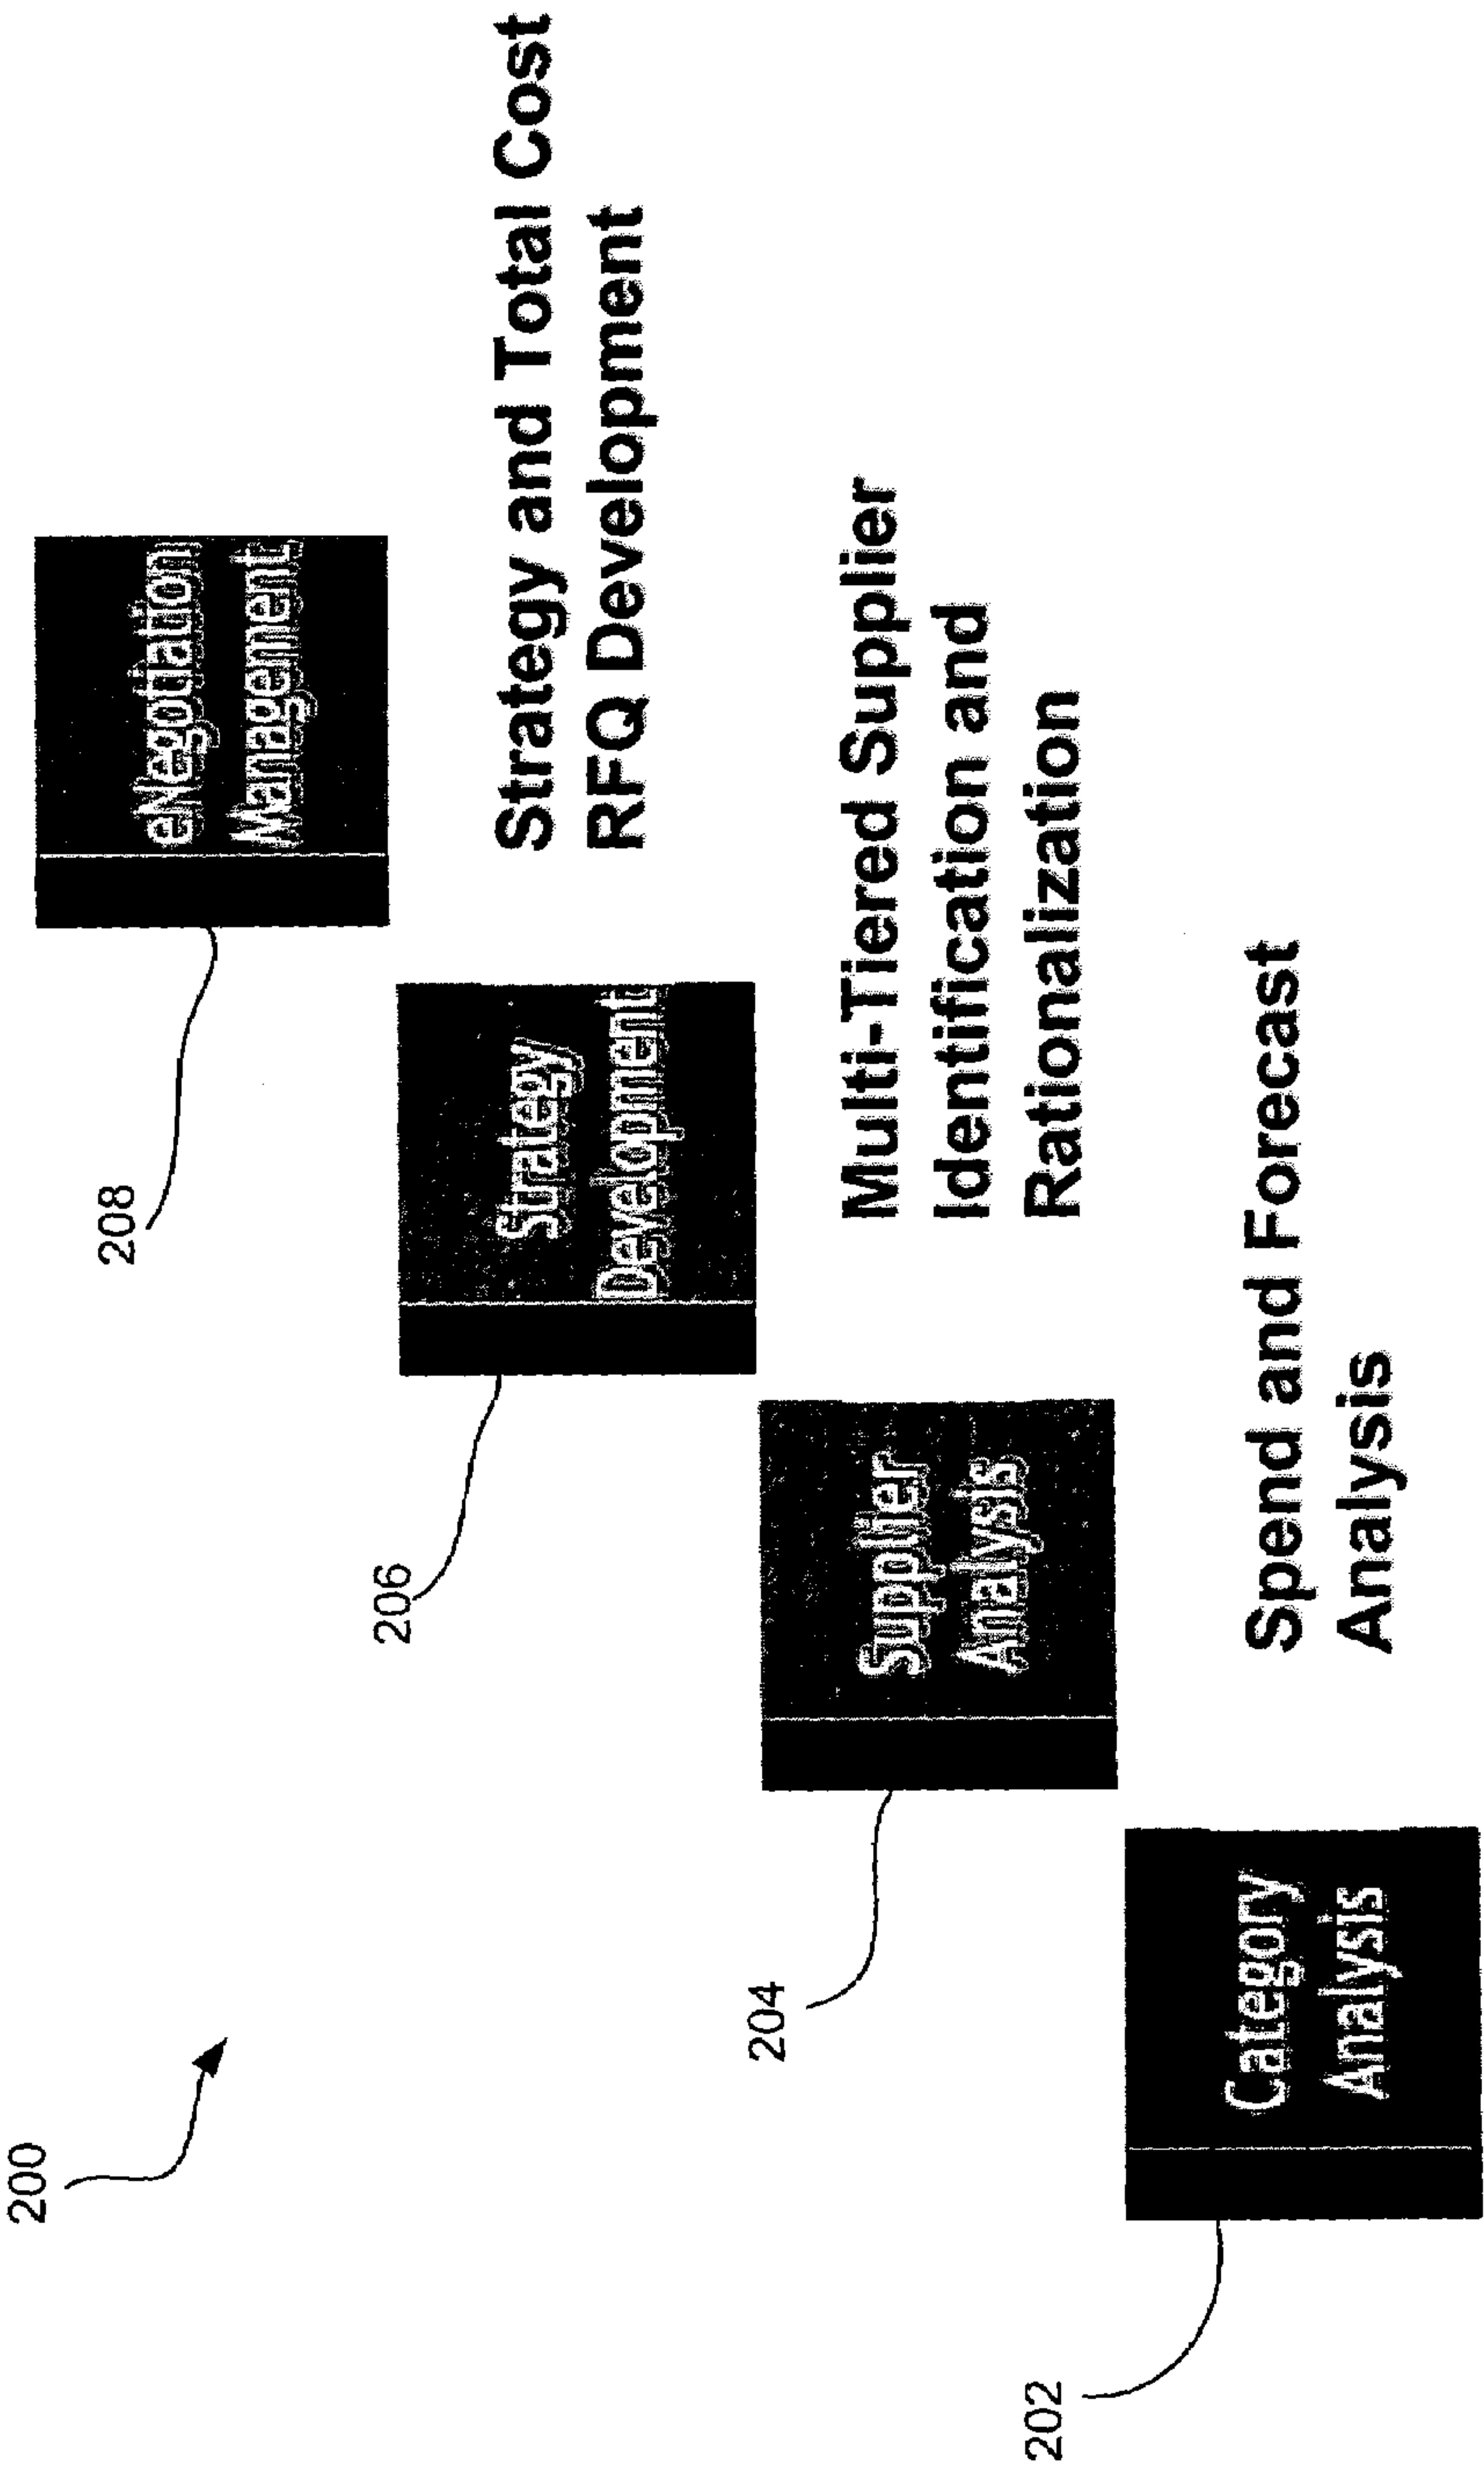 200
208
eNegotiation
Management
206
Strategy
Development
Strategy and Total Cost
RFQ Development
204
Supplier
Analysis
Multi-Tiered Supplier
Identification and
Rationalization
202
Category
Analysis
Spend and Forecast
Analysis